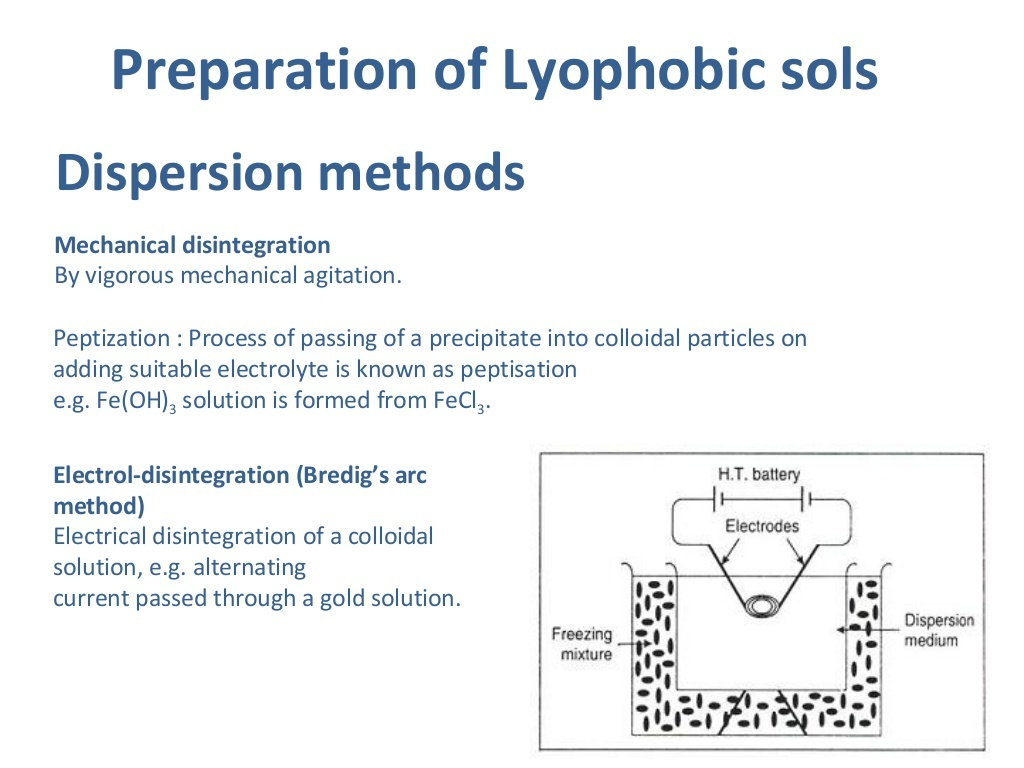 Preparation of Lyophobic sols
Dispersion methods
Mechanical disintegration
By vigorous mechanical agitation.
Peptization : Process of passing of a precipitate into colloidal particles on
adding suitable electrolyte is known as peptisation
e.g. Fe(OH)₃ solution is formed from FeCl₃.
Electrol-disintegration (Bredig’s arc
method)
Electrical disintegration of a colloidal
solution, e.g. alternating
current passed through a gold solution.
H.T. battery
Electrodes
Freezing
mixture
Dispersion
medium